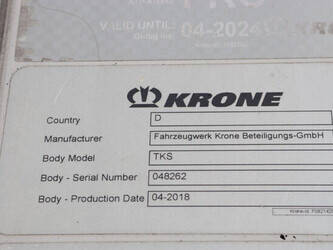 VALID UNTIL: 04-2024
KRONE
Country D
Manufacturer Fahrzeugwerk Krone Beteiligungs-GmbH
Body Model TKS
Body - Serial Number 048262
Body - Production Date 04-2018